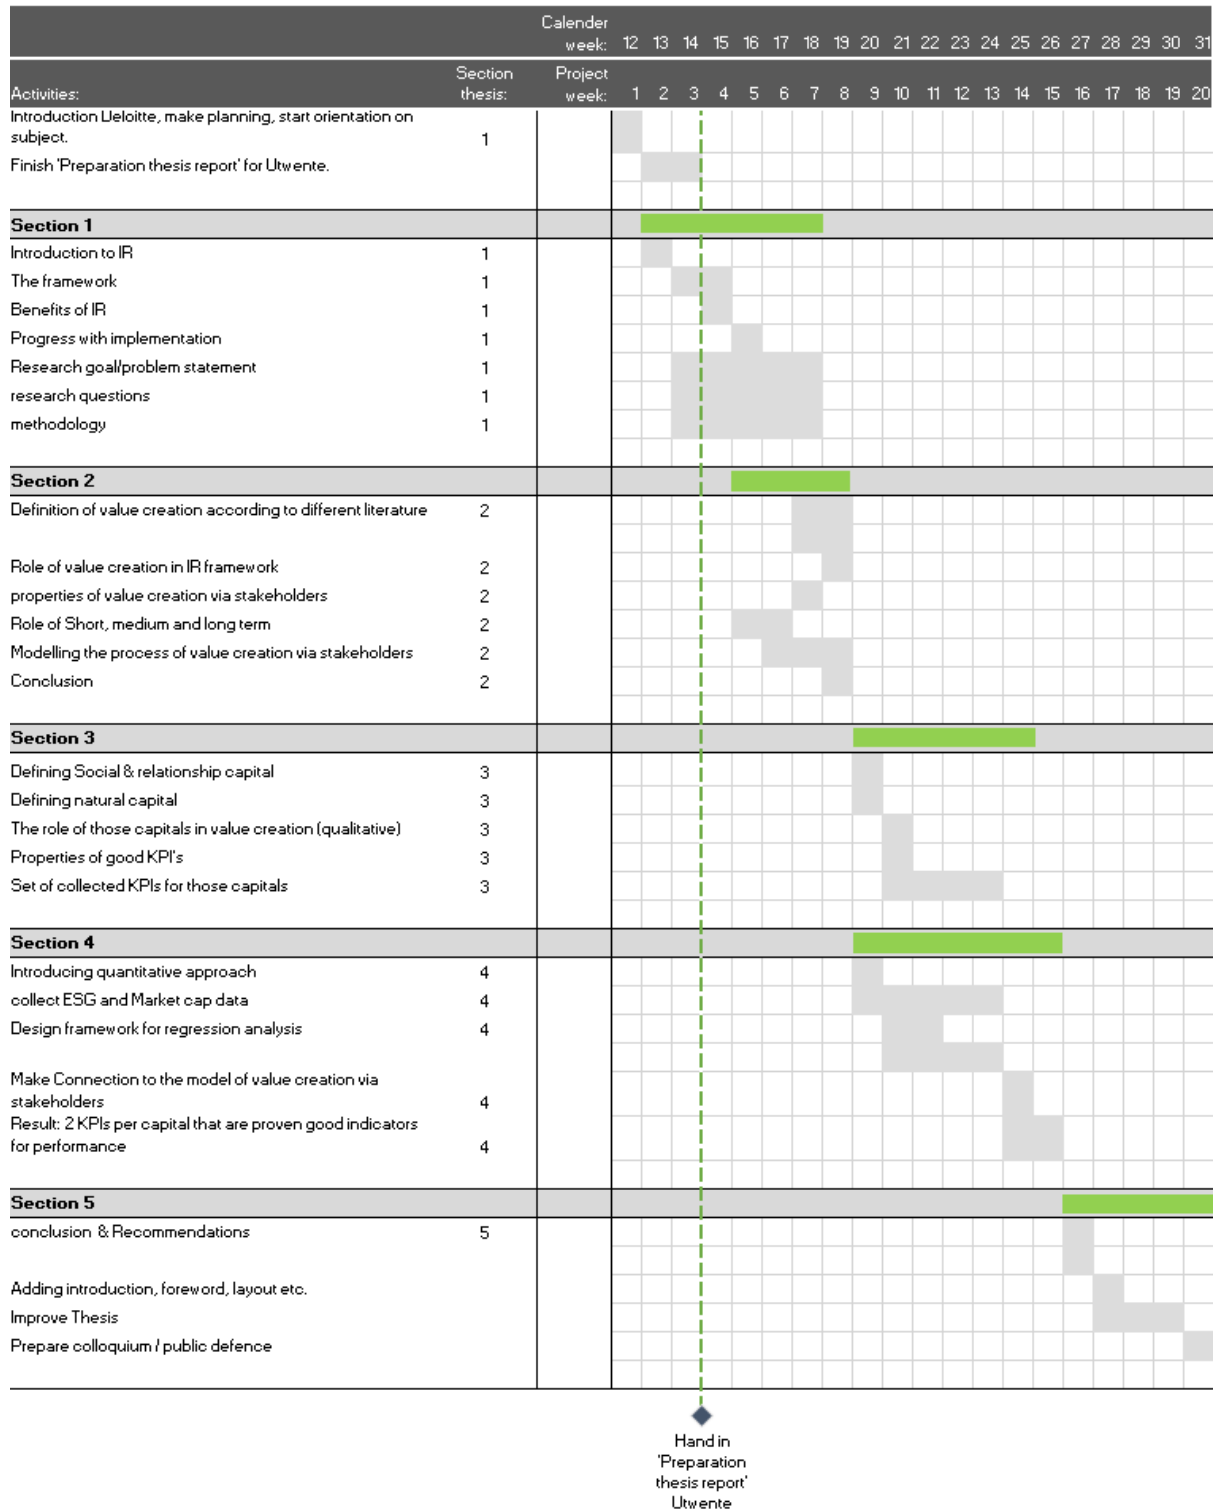 Calender
week: 12 13 14 15 16 17 18 19 20 21 22 23 24 25 26 27 28 29 30 31
Section Project
Activities: thesis: week: 1 2 3 4 5 6 7 8 9 10 11 12 13 14 15 16 17 18 19 20
Introduction Deloitte, make planning, start orientation on
subject. 1
Finish 'Preparation thesis report' for Utwente.
Section 1
Introduction to IR 1
The framework 1
Benefits of IR 1
Progress with implementation 1
Research goal/problem statement 1
research questions 1
methodology 1
Section 2
Definition of value creation according to different literature 2
Role of value creation in IR framework 2
properties of value creation via stakeholders 2
Role of Short, medium and long term 2
Modelling the process of value creation via stakeholders 2
Conclusion 2
Section 3
Defining Social & relationship capital 3
Defining natural capital 3
The role of those capitals in value creation (qualitative) 3
Properties of good KPI's 3
Set of collected KPIs for those capitals 3
Section 4
Introducing quantitative approach 4
collect ESG and Market cap data 4
Design framework for regression analysis 4
Make Connection to the model of value creation via
stakeholders 4
Result: 2 KPIs per capital that are proven good indicators
for performance 4
Section 5
conclusion & Recommendations 5
Adding introduction, foreword, layout etc.
Improve Thesis
Prepare colloquium / public defence
Hand in
'Preparation
thesis report'
Utwente